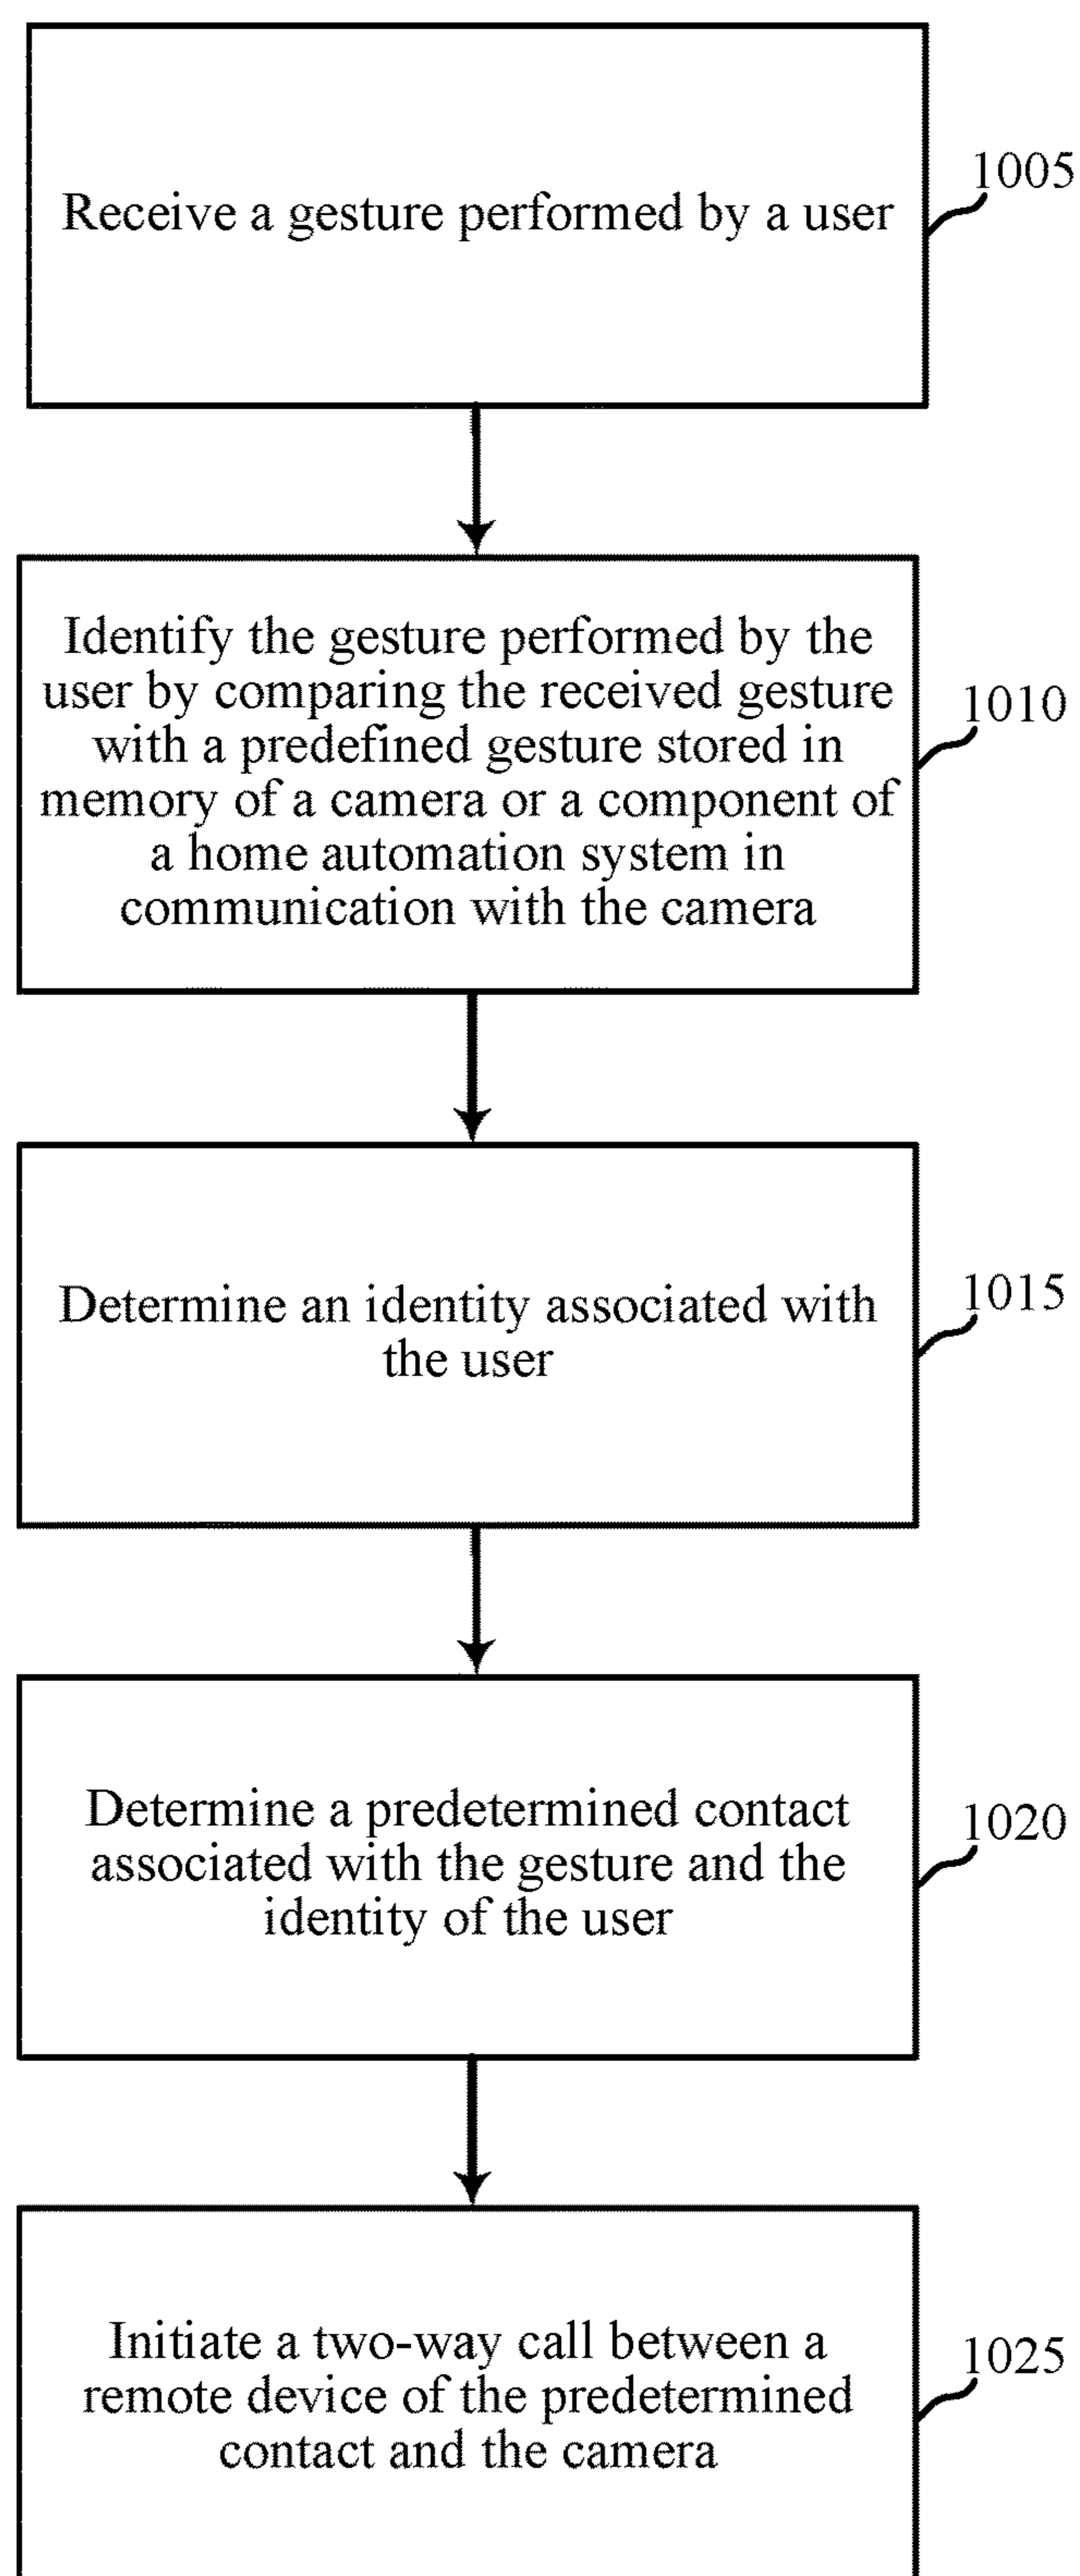 Receive a gesture performed by a user
1005
Identify the gesture performed by the
user by comparing the received gesture
with a predefined gesture stored in
memory of a camera or a component of
a home automation system in
communication with the camera
1010
Determine an identity associated with
the user
1015
Determine a predetermined contact
associated with the gesture and the
identity of the user
1020
Initiate a two-way call between a
remote device of the predetermined
contact and the camera
1025